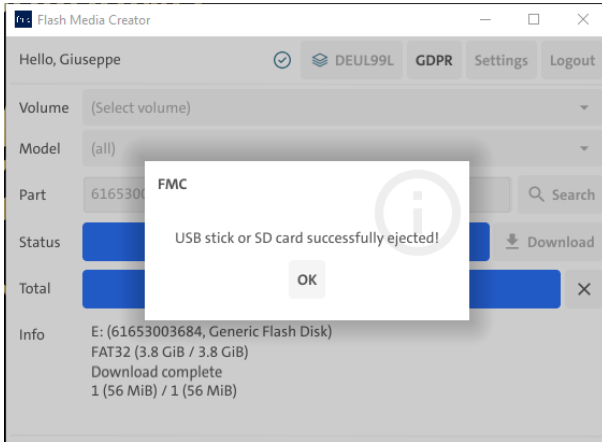 Flash Media Creator
Hello, Giuseppe
DEUL99L
GDPR
Settings
Logout
Volume
(Select volume)
Model
(all)
Part
Search
FMC
USB stick or SD card successfully ejected!
OK
Status
Download
Total
Info
E: (61653003684, Generic Flash Disk)
FAT32 (3.8 GiB / 3.8 GiB)
Download complete
1 (56 MiB) / 1 (56 MiB)